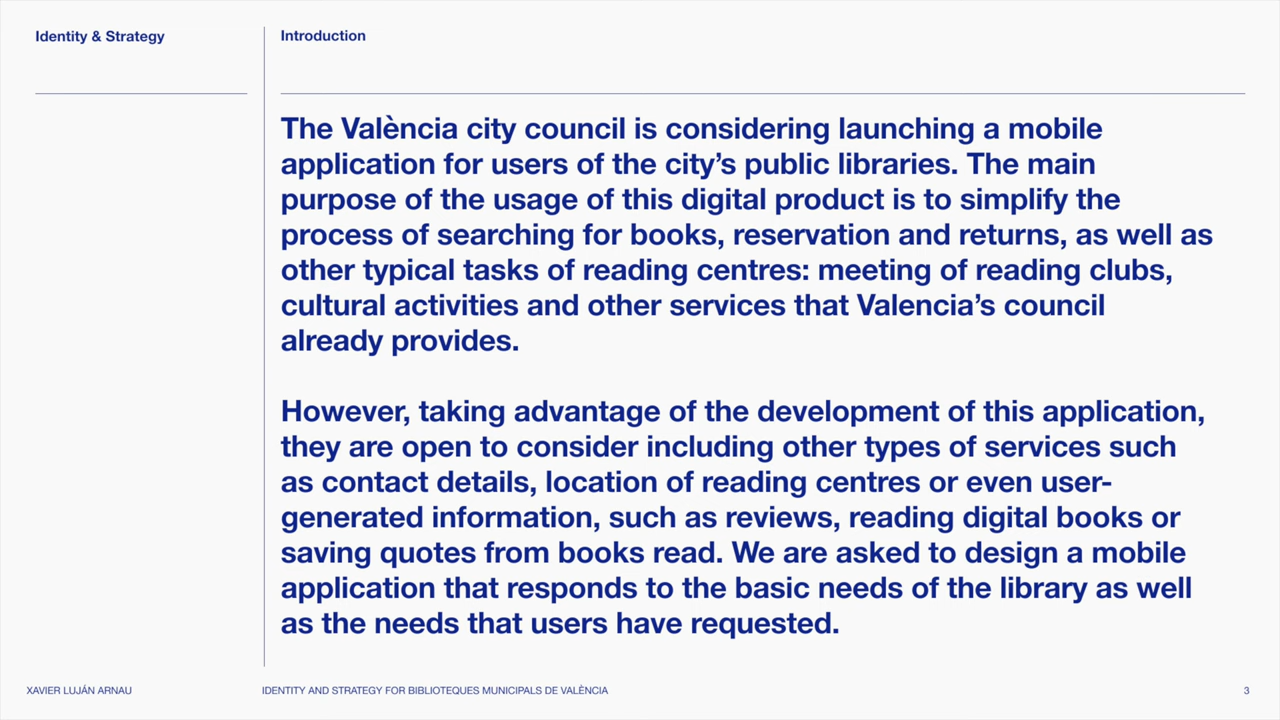 Identity & Strategy
Introduction
The València city council is considering launching a mobile
application for users of the city’s public libraries. The main
purpose of the usage of this digital product is to simplify the
process of searching for books, reservation and returns, as well as
other typical tasks of reading centres: meeting of reading clubs,
cultural activities and other services that Valencia’s council
already provides.
However, taking advantage of the development of this application,
they are open to consider including other types of services such
as contact details, location of reading centres or even user-
generated information, such as reviews, reading digital books or
saving quotes from books read. We are asked to design a mobile
application that responds to the basic needs of the library as well
as the needs that users have requested.
XAVIER LUJÁN ARNAU
IDENTITY AND STRATEGY FOR BIBLIOTEQUES MUNICIPALS DE VALÈNCIA
3